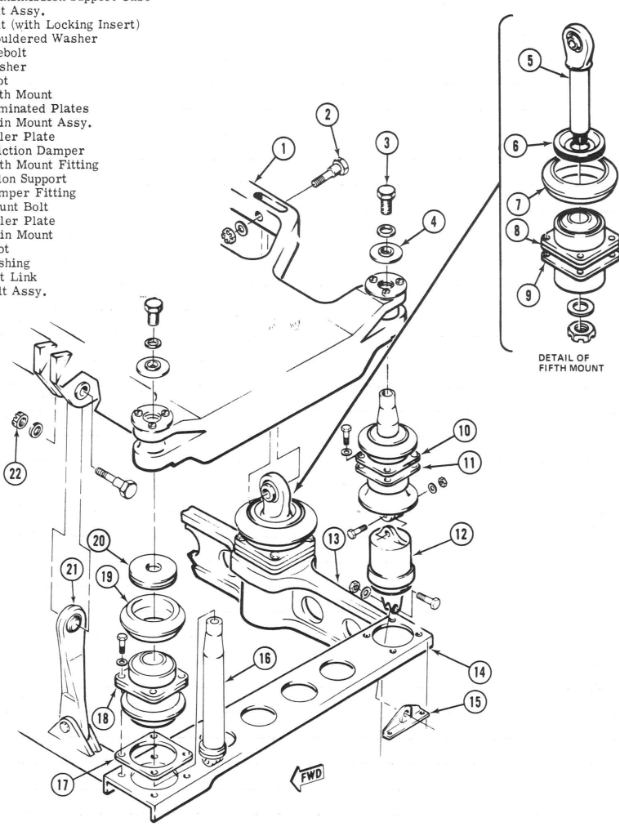 t Assy.
t (with Locking Insert)
uldered Washer
ebolt
sher
ot
th Mount
minated Plates
in Mount Assy.
ler Plate
iction Damper
th Mount Fitting
lon Support
mper Fitting
unt Bolt
ler Plate
in Mount
ot
shing
t Link
lt Assy.
1
2
3
4
5
6
7
8
9
DETAIL OF
FIFTH MOUNT
10
11
22
20
13
12
21
19
16
14
18
15
17
FWD